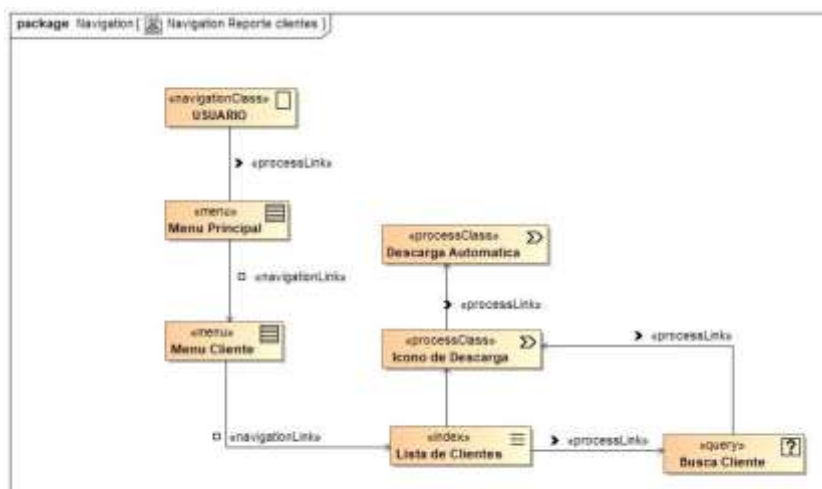 package Navigation [ Navigation Reporte clientes ]
«navigationClass»
USUARIO
«processLink»
«menu»
Menu Principal
«navigationLink»
«menu»
Menu Cliente
«navigationLink»
«processClass»
Descarga Automatica
«processLink»
«processClass»
Icono de Descarga
«processLink»
«index»
Lista de Clientes
«processLink»
«query»
Busca Cliente
?